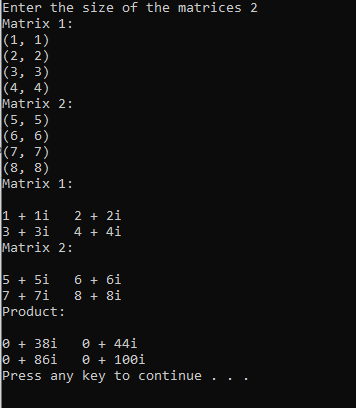 Enter the size of the matrices 2
Matrix 1:
(1, 1)
(2, 2)
(3, 3)
(4, 4)
Matrix 2:
(5, 5)
(6, 6)
(7, 7)
(8, 8)
Matrix 1:
1 + 1i   2 + 2i
3 + 3i   4 + 4i
Matrix 2:
5 + 5i   6 + 6i
7 + 7i   8 + 8i
Product:
0 + 38i   0 + 44i
0 + 86i   0 + 100i
Press any key to continue . . .